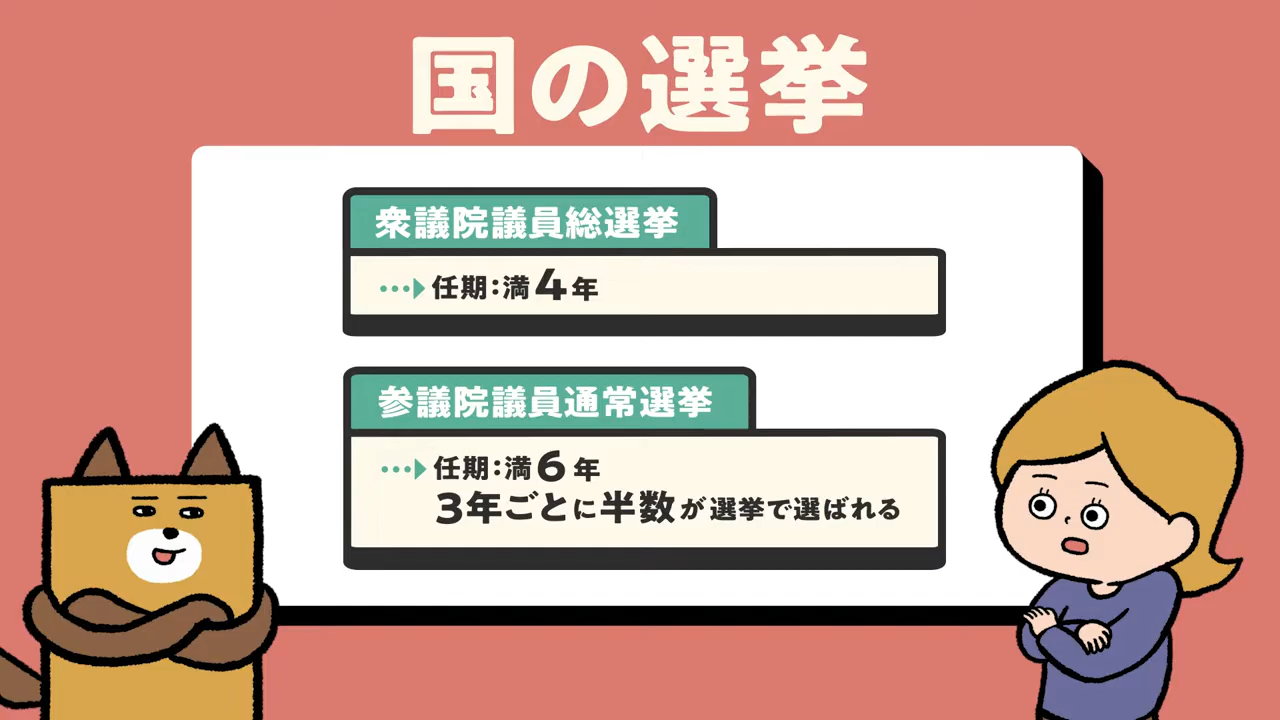 国の選挙
衆議院議員総選挙
任期:満4年
参議院議員通常選挙
任期:満6年
3年ごとに半数が選挙で選ばれる